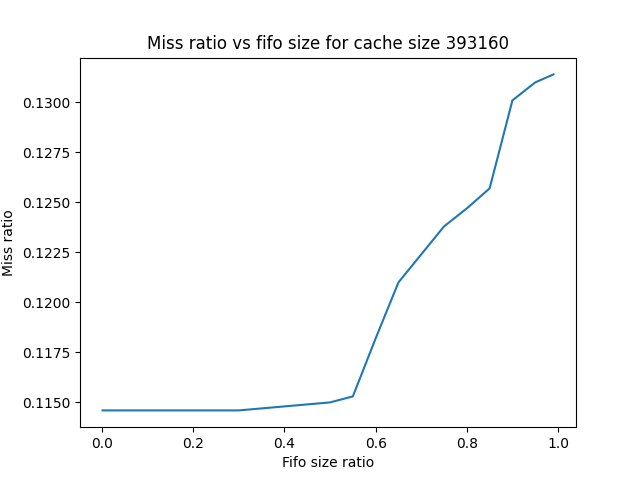 Miss ratio vs fifo size for cache size 393160
0.1300
0.1275
0.1250
0.1225
0.1200
0.1175
0.1150
Miss ratio
0.0 0.2 0.4 0.6 0.8 1.0
Fifo size ratio